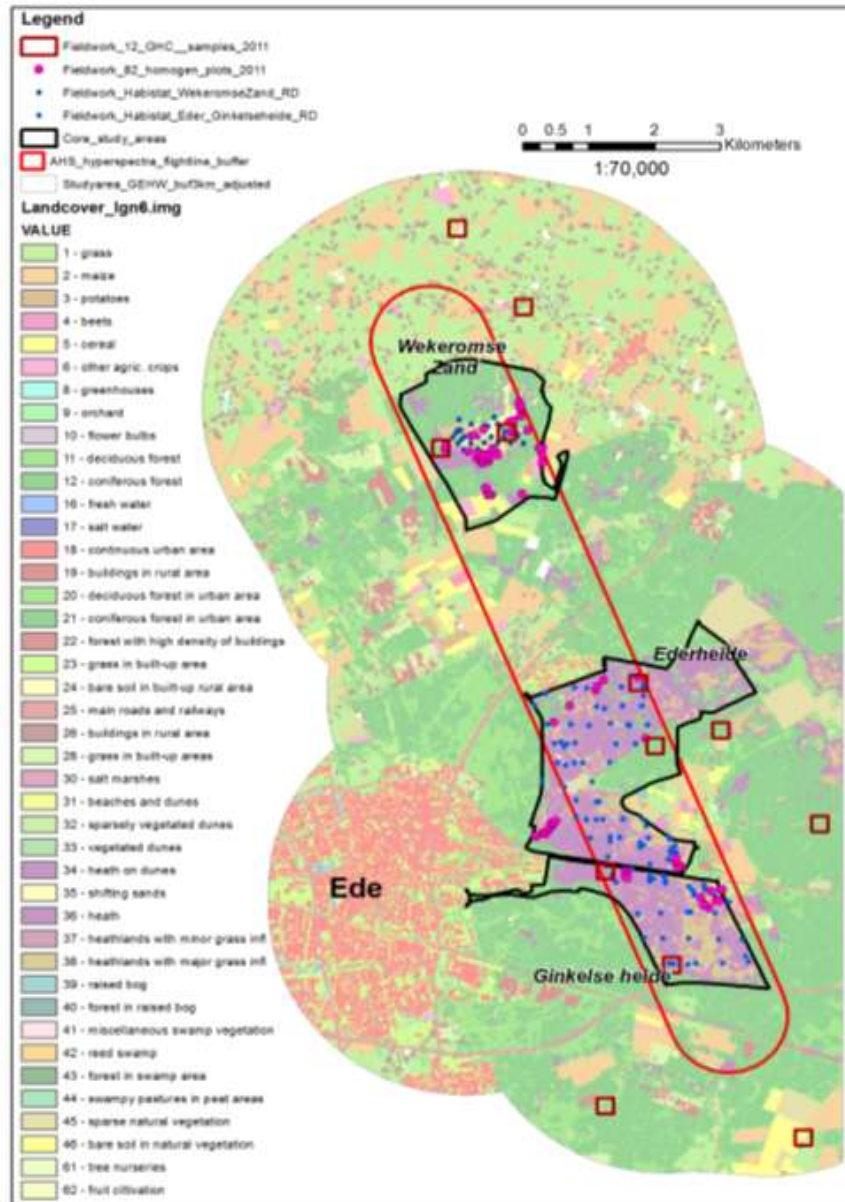 Legend
Fieldwork_12_GHC__samples_2011
Fieldwork_82_homogen_plots_2011
Fieldwork_Habistat_WekeromseZand_RD
Fieldwork_Habistat_Eder_Ginkelseheide_RD
Core_study_areas
AHS_hyperspectra_flightline_buffer
Studyarea_GEHW_buf3km_adjusted
Landcover_lgn6.img
VALUE
1 - grass
2 - maize
3 - potatoes
4 - beets
5 - cereal
6 - other agric. crops
8 - greenhouses
9 - orchard
10 - flower bulbs
11 - deciduous forest
12 - coniferous forest
16 - fresh water
17 - salt water
18 - continuous urban area
19 - buildings in rural area
20 - deciduous forest in urban area
21 - coniferous forest in urban area
22 - forest with high density of buildings
23 - grass in built-up area
24 - bare soil in built-up rural area
25 - main roads and railways
26 - buildings in rural area
28 - grass in built-up areas
30 - salt marshes
31 - beaches and dunes
32 - sparsely vegetated dunes
33 - vegetated dunes
34 - heath on dunes
35 - shifting sands
36 - heath
37 - heathlands with minor grass infl
38 - heathlands with major grass infl
39 - raised bog
40 - forest in raised bog
41 - miscellaneous swamp vegetation
42 - reed swamp
43 - forest in swamp area
44 - swampy pastures in peat areas
45 - sparse natural vegetation
46 - bare soil in natural vegetation
61 - tree nurseries
62 - fruit ciltivation
0 0.5 1 2 3
Kilometers
1:70,000
Wekeromse
Zand
Ederheide
Ede
Ginkelse heide